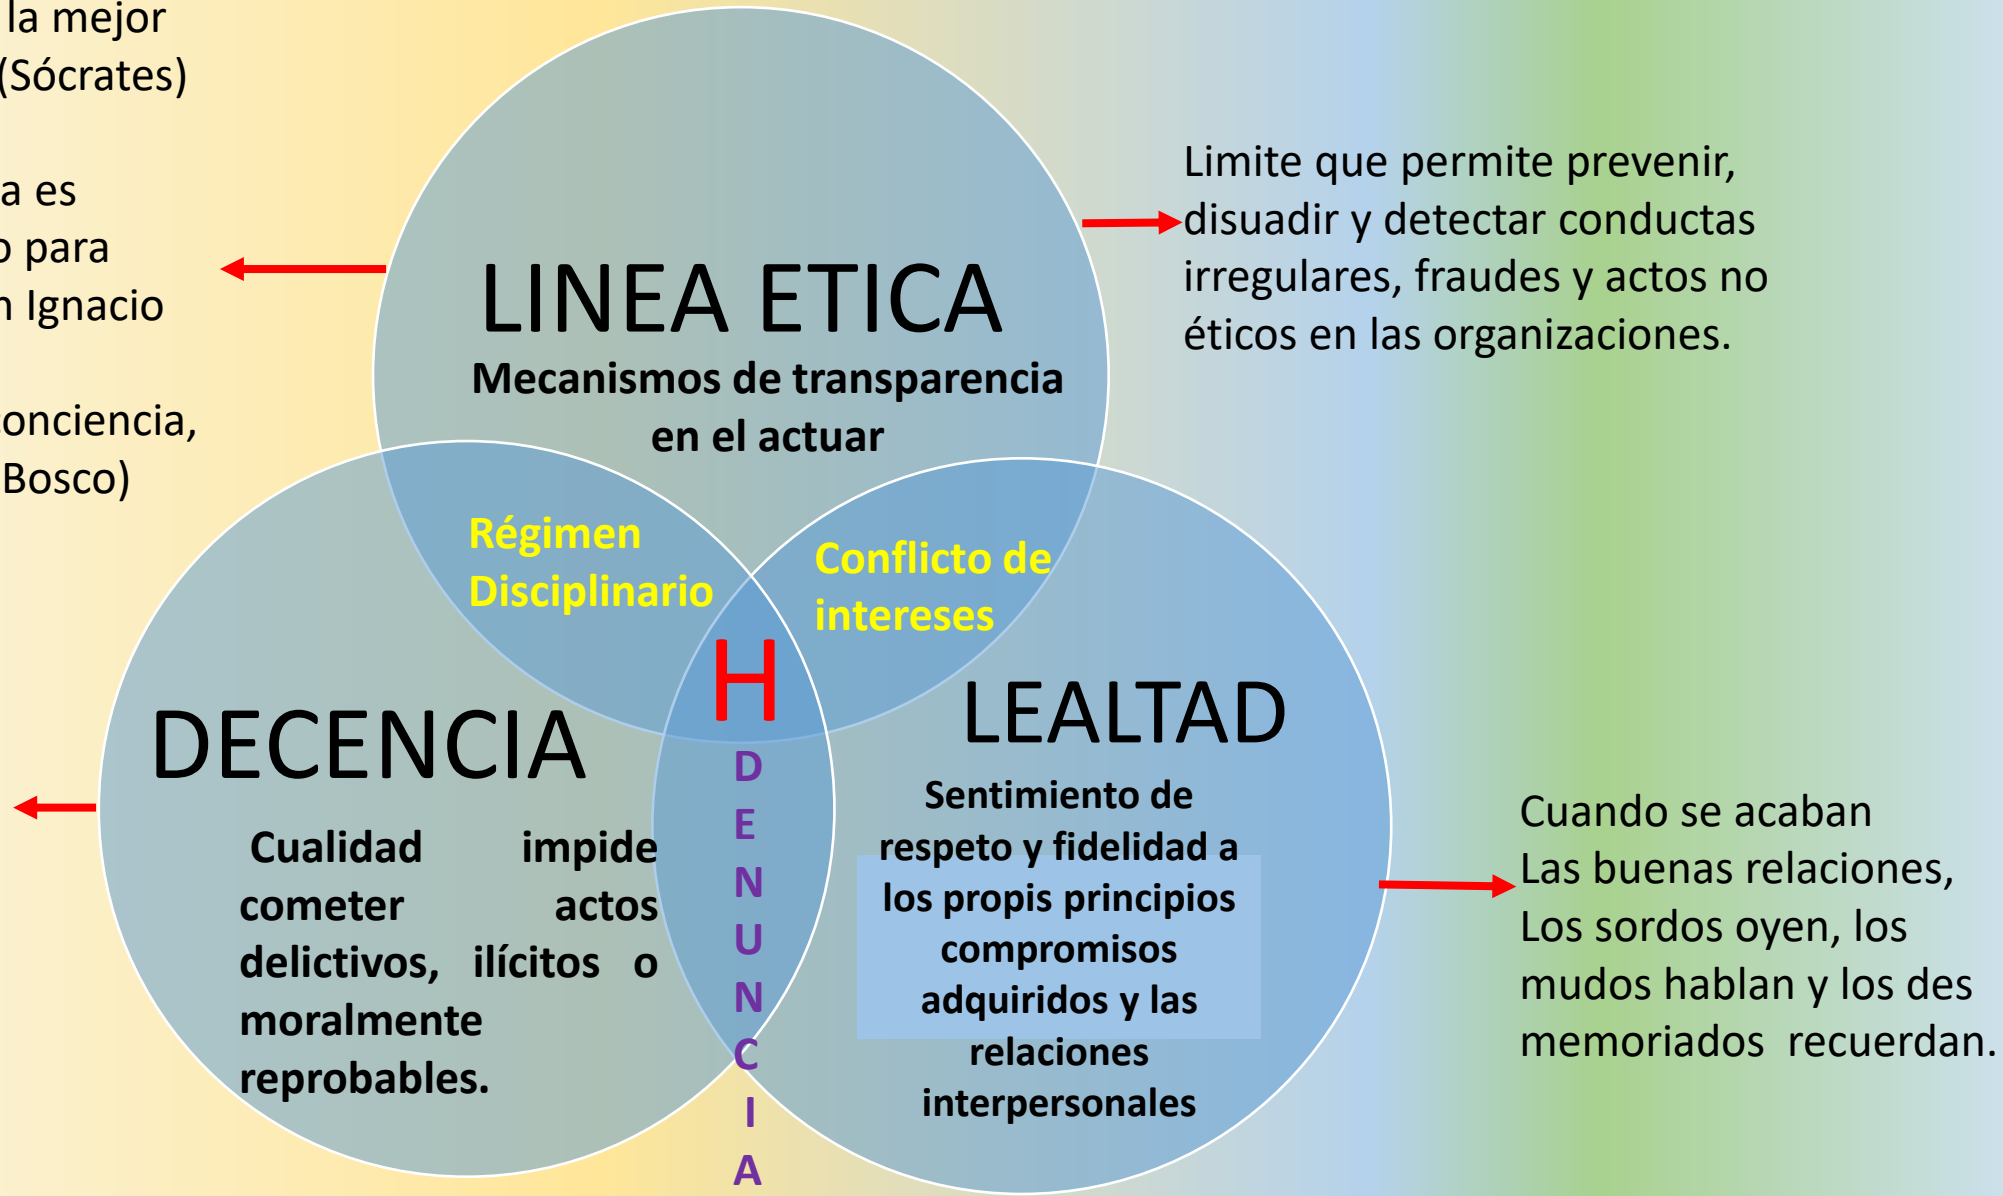 la mejor
(Sócrates)
a es
o para
n Ignacio
conciencia,
Bosco)
LINEA ETICA
Mecanismos de transparencia
en el actuar
Limite que permite prevenir,
disuadir y detectar conductas
irregulares, fraudes y actos no
éticos en las organizaciones.
Régimen
Disciplinario
Conflicto de
intereses
H
DECENCIA
Cualidad impide
cometer actos
delictivos, ilícitos o
moralmente
reprobables.
D
E
N
U
N
C
I
A
LEALTAD
Sentimiento de
respeto y fidelidad a
los propis principios
compromisos
adquiridos y las
relaciones
interpersonales
Cuando se acaban
Las buenas relaciones,
Los sordos oyen, los
mudos hablan y los des
memoriados recuerdan.